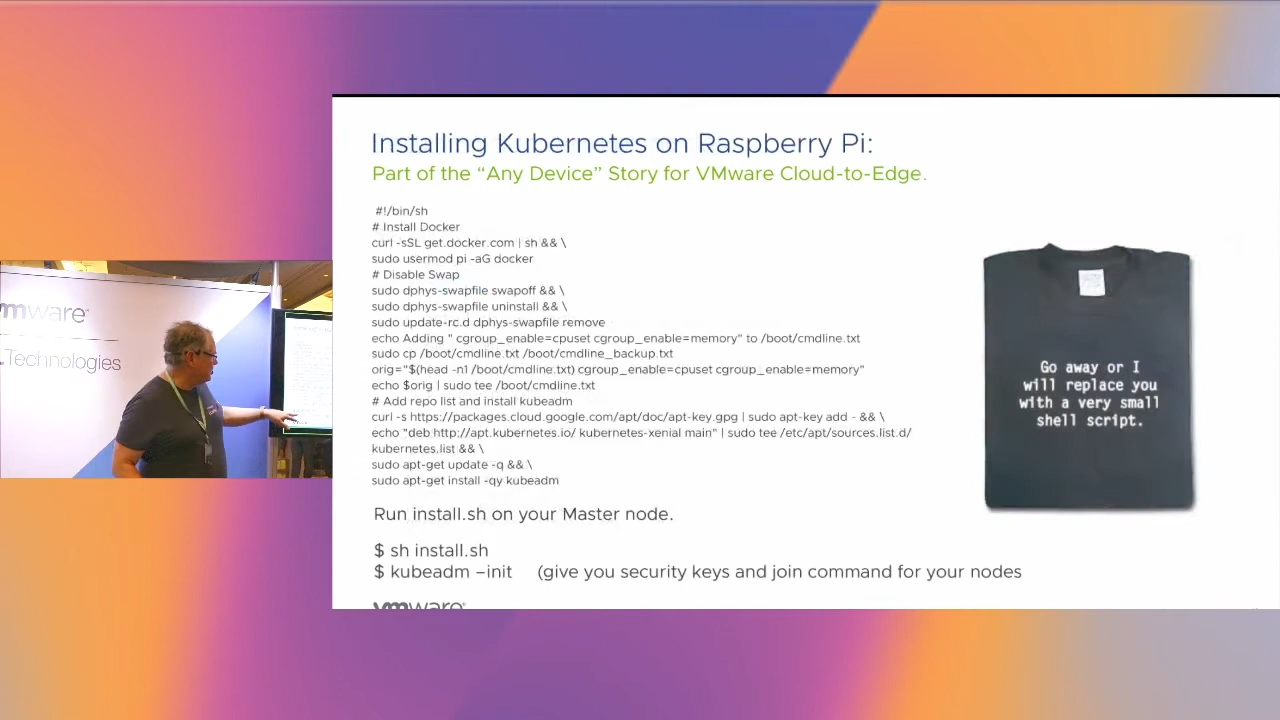 Installing Kubernetes on Raspberry Pi:
Part of the “Any Device” Story for VMware Cloud-to-Edge.
#!/bin/sh
# Install Docker
curl -sSL get.docker.com | sh && \
sudo usermod pi -aG docker
# Disable Swap
sudo dphys-swapfile swapoff && \
sudo dphys-swapfile uninstall && \
sudo update-rc.d dphys-swapfile remove
echo Adding " cgroup_enable=cpuset cgroup_enable=memory" to /boot/cmdline.txt
sudo cp /boot/cmdline.txt /boot/cmdline_backup.txt
orig="$(head -n1 /boot/cmdline.txt) cgroup_enable=cpuset cgroup_enable=memory"
echo $orig | sudo tee /boot/cmdline.txt
# Add repo list and install kubeadm
curl -s https://packages.cloud.google.com/apt/doc/apt-key.gpg | sudo apt-key add - && \
echo "deb http://apt.kubernetes.io/ kubernetes-xenial main" | sudo tee /etc/apt/sources.list.d/
kubernetes.list && \
sudo apt-get update -q && \
sudo apt-get install -qy kubeadm
Run install.sh on your Master node.
$ sh install.sh
$ kubeadm –init (give you security keys and join command for your nodes
vmware®
Go away or I
will replace you
with a very small
shell script.
mware®
Technologies